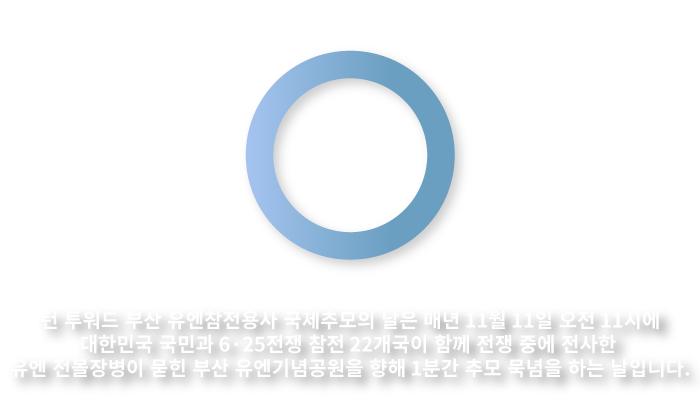 턴 투워드 부산 유엔참전용사 국제추모의 날은 매년 11월 11일 오전 11시에
대한민국 국민과 6·25전쟁 참전 22개국이 함께 전쟁 중에 전사한
유엔 전몰장병이 묻힌 부산 유엔기념공원을 향해 1분간 추모 묵념을 하는 날입니다.